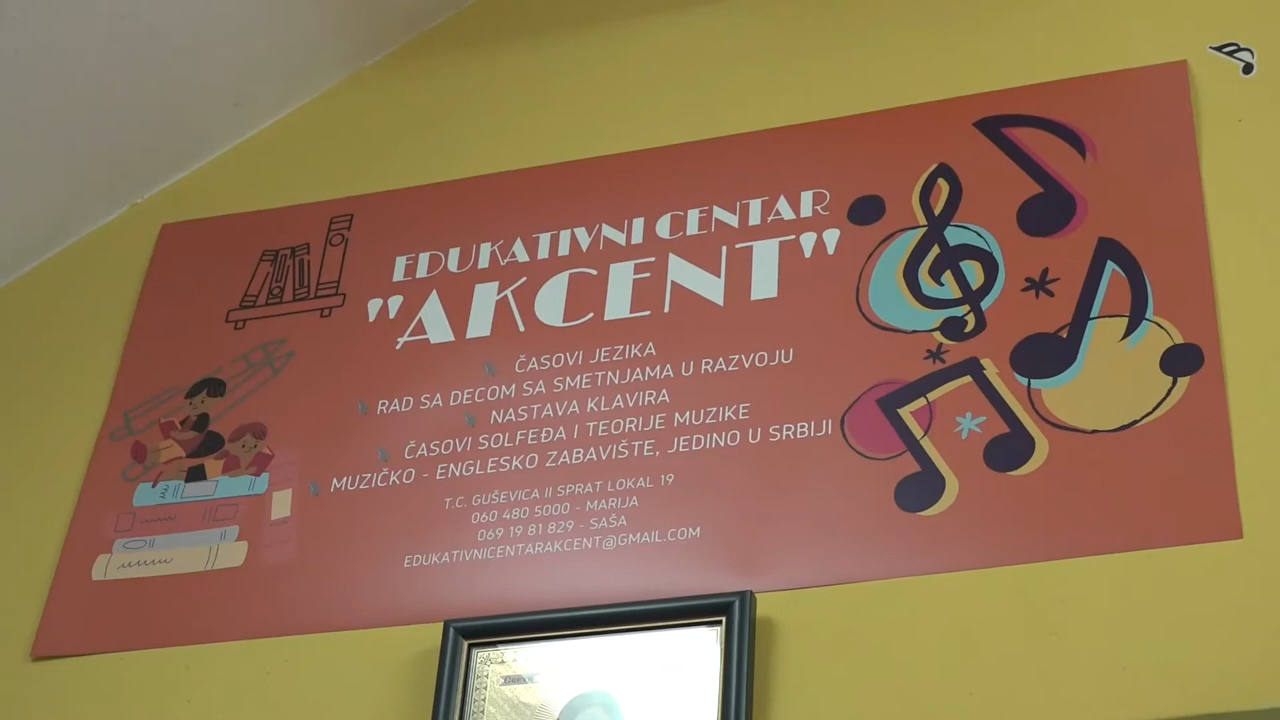 EDUKATIVNI CENTAR
"AKCENT"
ČASOVI JEZIKA
RAD SA DECOM SA SMETNJAMA U RAZVOJU
NASTAVA KLAVIRA
ČASOVI SOLFEĐA I TEORIJE MUZIKE
MUZIČKO - ENGLESKO ZABAVIŠTE, JEDINO U SRBIJI
T.C. GUŠEVICA II SPRAT LOKAL 19
060 480 5000 - MARIJA
069 19 81 829 - SAŠA
EDUKATIVNICENTARAKCENT@GMAIL.COM